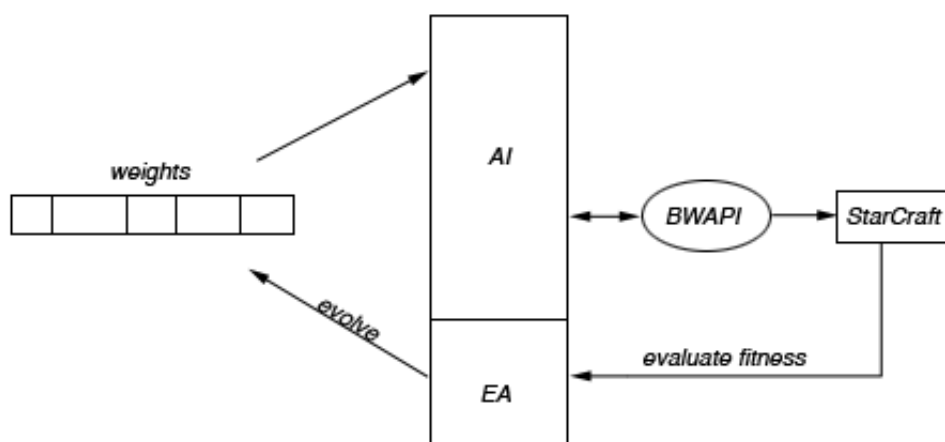 weights
AI
BWAPI
StarCraft
evolve
evaluate fitness
EA